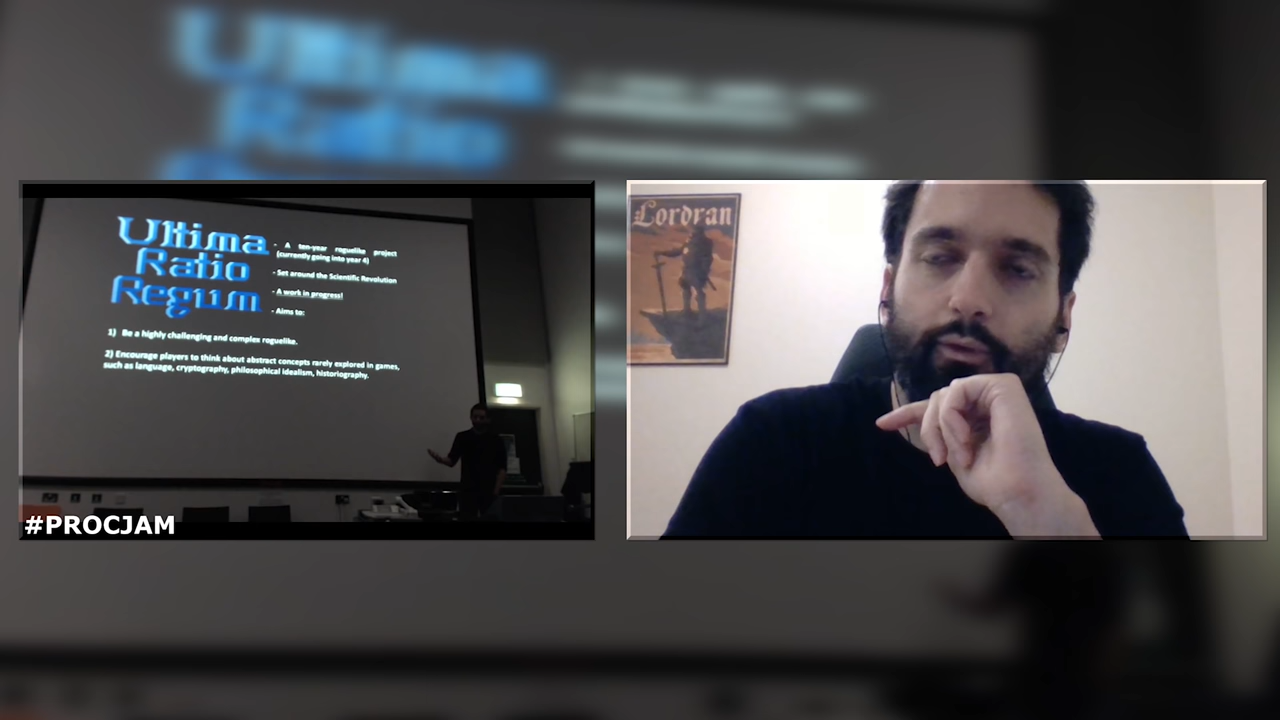 Ultima
Ratio
Regum
- A ten-year roguelike project
(currently going into year 4)
- Set around the Scientific Revolution
- A work in progress!
- Aims to:
1) Be a highly challenging and complex roguelike.
2) Encourage players to think about abstract concepts rarely explored in games,
such as language, cryptography, philosophical idealism, historiography.
#PROCJAM
Lordran